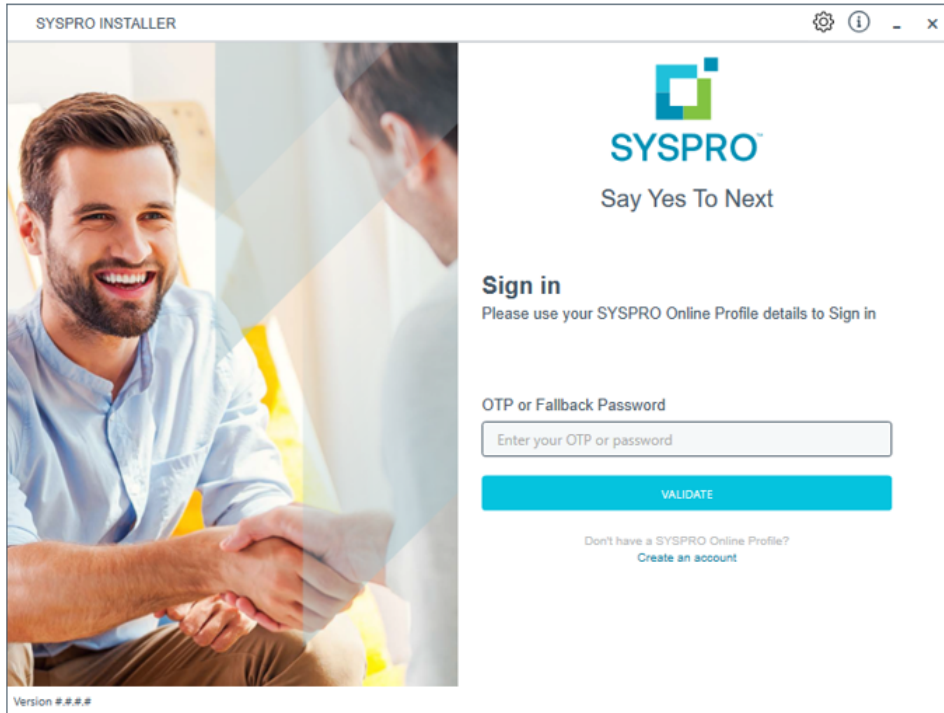 SYSPRO INSTALLER
SYSPRO™
Say Yes To Next
Sign in
Please use your SYSPRO Online Profile details to Sign in
OTP or Fallback Password
Enter your OTP or password
VALIDATE
Don't have a SYSPRO Online Profile?
Create an account
Version #.#.#.#